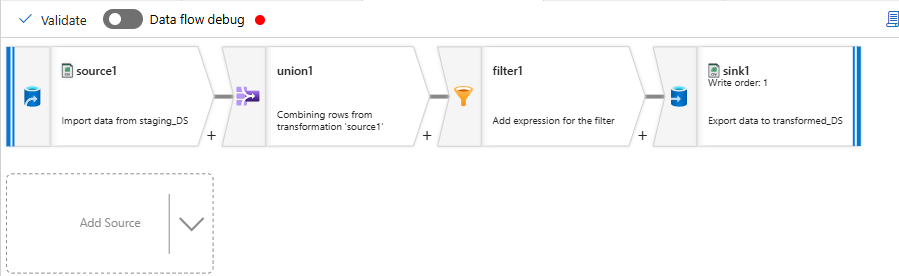 Validate
Data flow debug
source1
Import data from staging_DS
+
union1
Combining rows from
transformation 'source1'
+
filter1
Add expression for the filter
+
sink1
Write order: 1
Export data to transformed_DS
Add Source